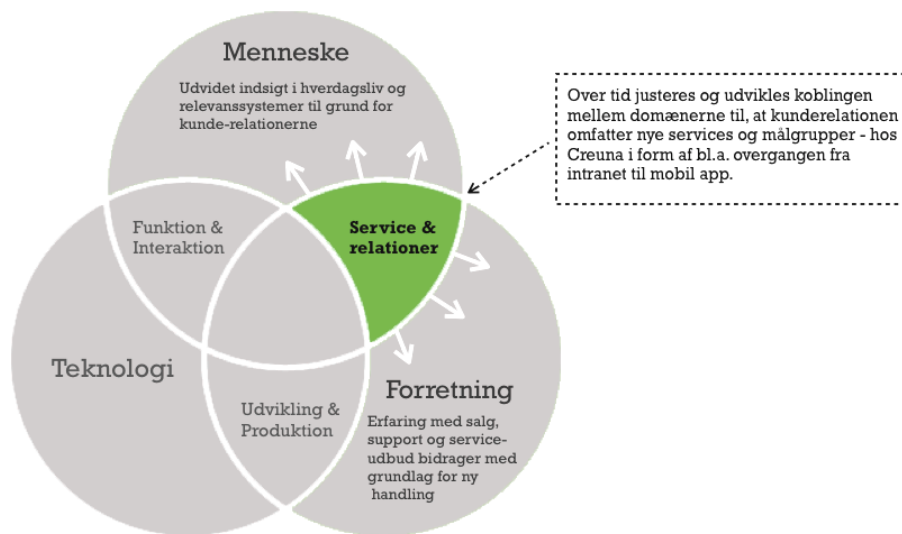 Menneske
Udvidet indsigt i hverdagsliv og
relevanssystemer til grund for
kunde-relationerne
Over tid justeres og udvikles koblingen
mellem domænerne til, at kunderelationen
omfatter nye services og målgrupper - hos
Creuna i form af bl.a. overgangen fra
intranet til mobil app.
Funktion &
Interaktion
Service &
relationer
Teknologi
Forretning
Udvikling &
Produktion
Erfaring med salg,
support og service-
udbud bidrager med
grundlag for ny
handling